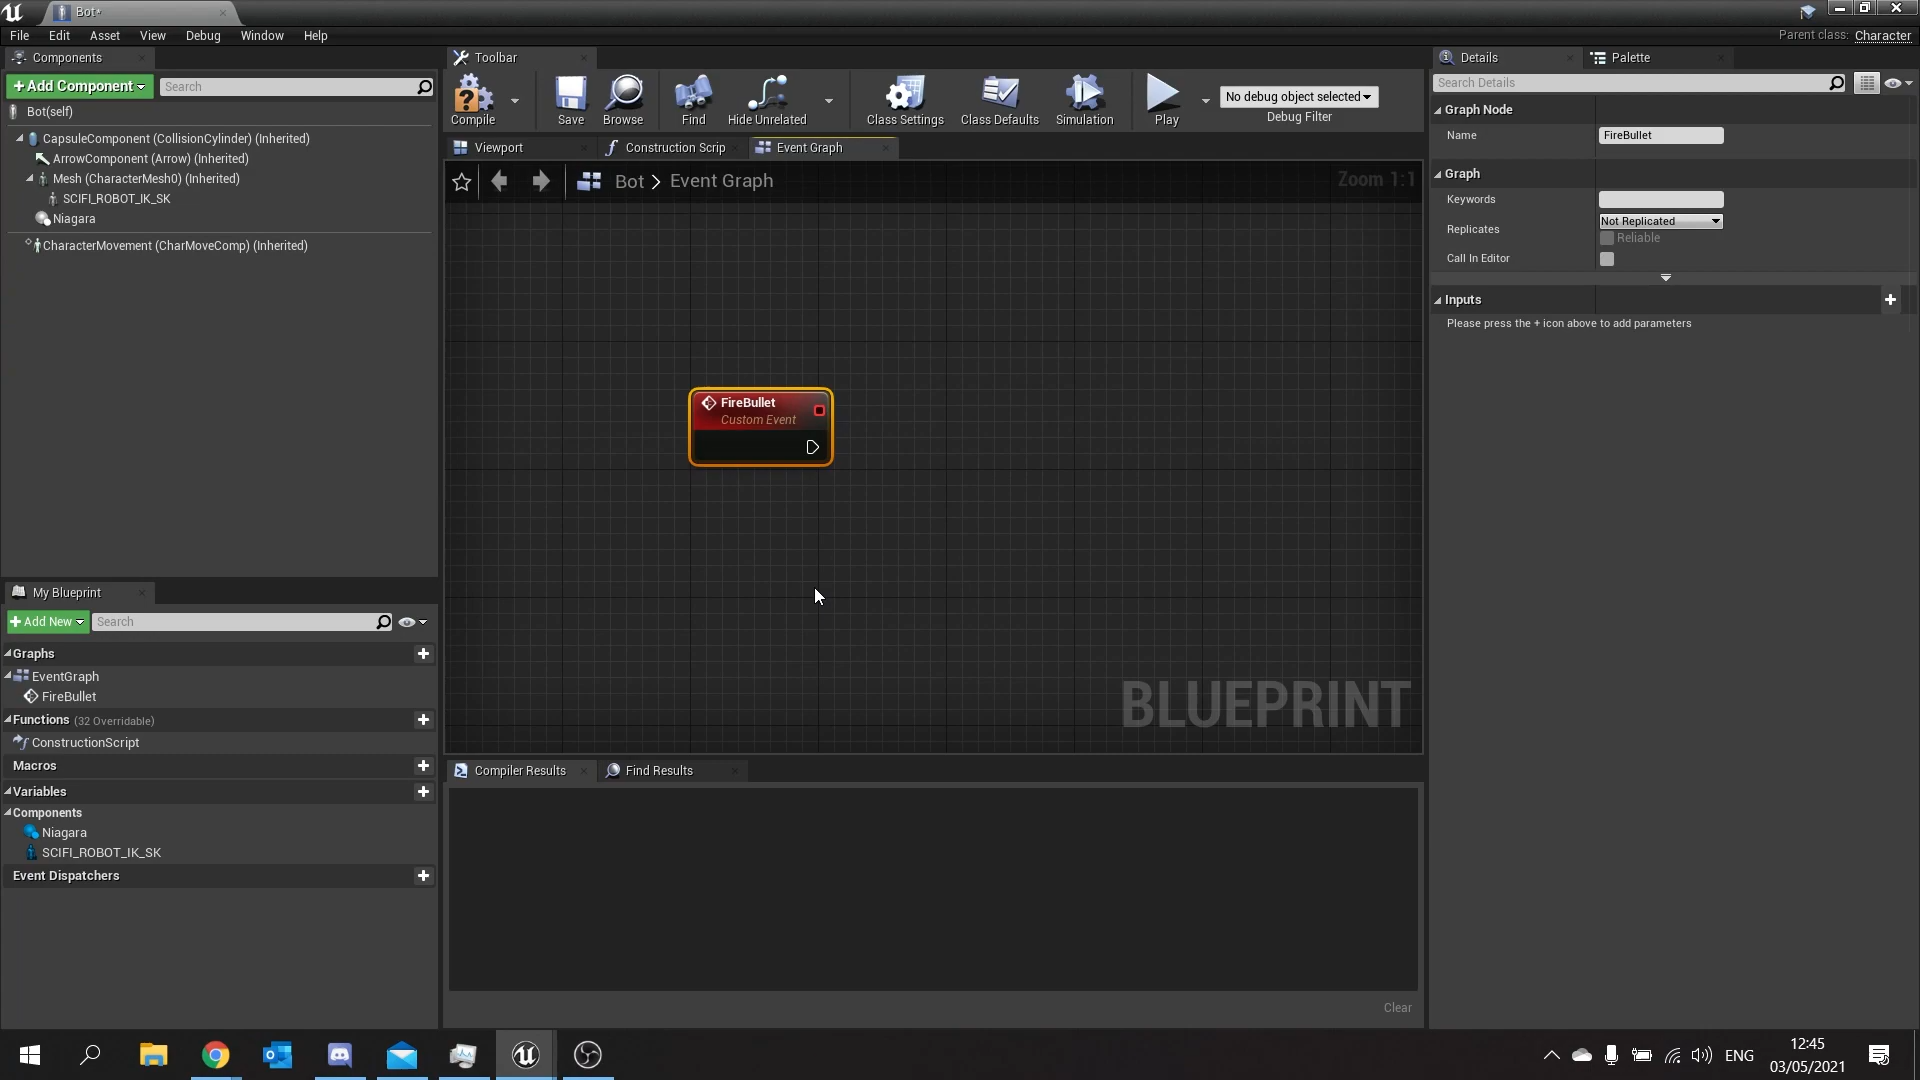 Bot*
File Edit Asset View Debug Window Help
Parent class: Character
Components
+ Add Component
Search
Bot(self)
CapsuleComponent (CollisionCylinder) (Inherited)
ArrowComponent (Arrow) (Inherited)
Mesh (CharacterMesh0) (Inherited)
SCIFI_ROBOT_IK_SK
Niagara
CharacterMovement (CharMoveComp) (Inherited)
My Blueprint
+ Add New
Search
Graphs
EventGraph
FireBullet
Functions (32 Overridable)
ConstructionScript
Macros
Variables
Components
Niagara
SCIFI_ROBOT_IK_SK
Event Dispatchers
Toolbar
Compile
Save
Browse
Find
Hide Unrelated
Class Settings
Class Defaults
Simulation
Play
No debug object selected
Debug Filter
Viewport
Construction Scrip
Event Graph
Bot > Event Graph
Zoom 1:1
FireBullet
Custom Event
BLUEPRINT
Compiler Results
Find Results
Clear
Details
Palette
Search Details
Graph Node
Name FireBullet
Graph
Keywords
Replicates Not Replicated
Reliable
Call In Editor
Inputs
Please press the + icon above to add parameters
ENG
12:45
03/05/2021